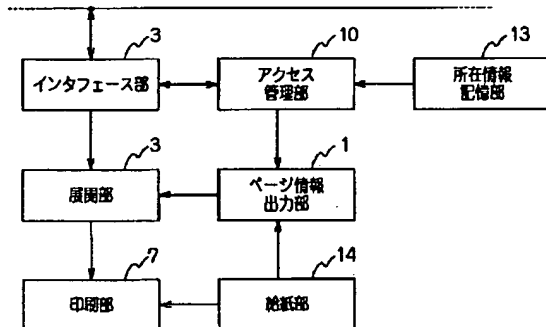 3
インタフェース部
10
アクセス
管理部
13
所在情報
記憶部
3
展開部
1
ページ情報
出力部
7
印刷部
14
給紙部